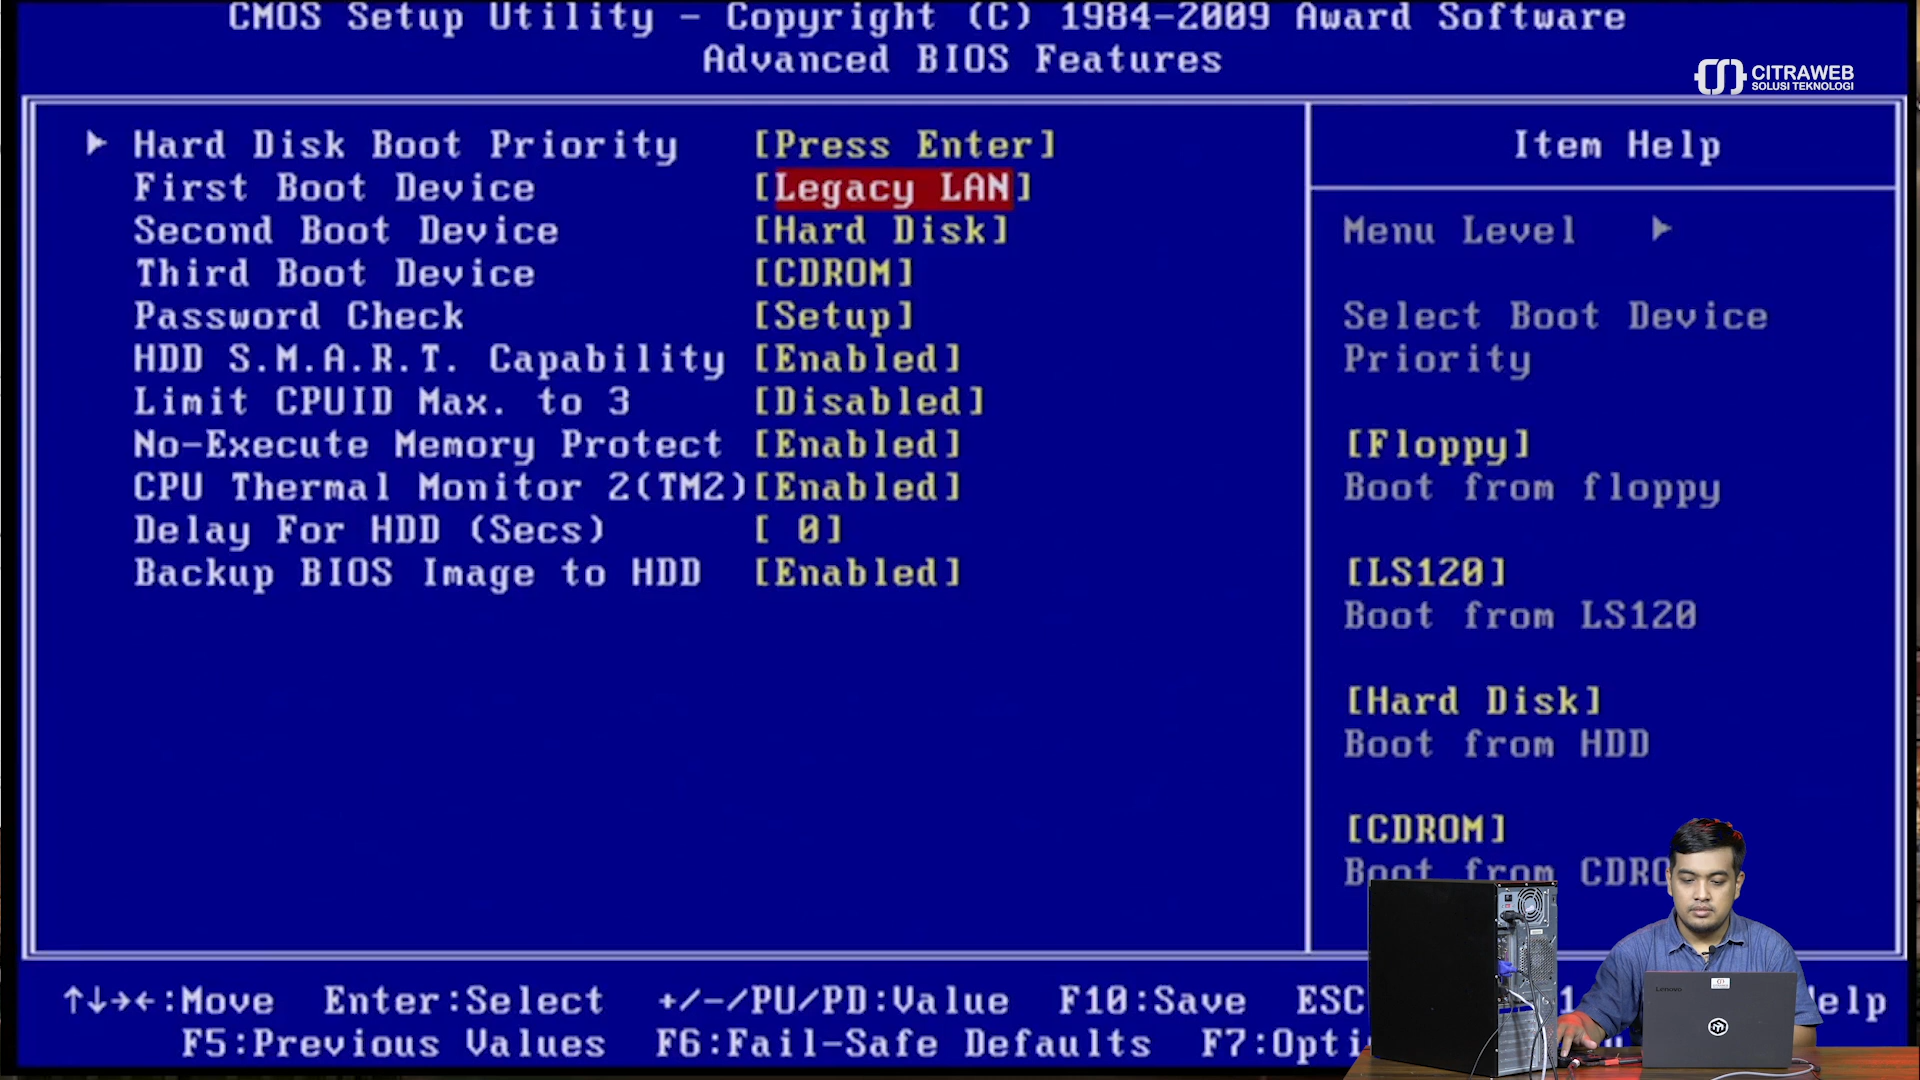 CMOS Setup Utility - Copyright (C) 1984-2009 Award Software
Advanced BIOS Features
CITRAWEB
SOLUSI TEKNOLOGI
Hard Disk Boot Priority [Press Enter]
First Boot Device [Legacy LAN]
Second Boot Device [Hard Disk]
Third Boot Device [CDROM]
Password Check [Setup]
HDD S.M.A.R.T. Capability [Enabled]
Limit CPUID Max. to 3 [Disabled]
No-Execute Memory Protect [Enabled]
CPU Thermal Monitor 2(TM2) [Enabled]
Delay For HDD (Secs) [ 0]
Backup BIOS Image to HDD [Enabled]
Item Help
Menu Level
Select Boot Device
Priority
[Floppy]
Boot from floppy
[LS120]
Boot from LS120
[Hard Disk]
Boot from HDD
[CDROM]
Boot from
↑↓→←:Move Enter:Select +/-/PU/PD:Value F10:Save ESC
F5:Previous Values F6:Fail-Safe Defaults
Lenovo